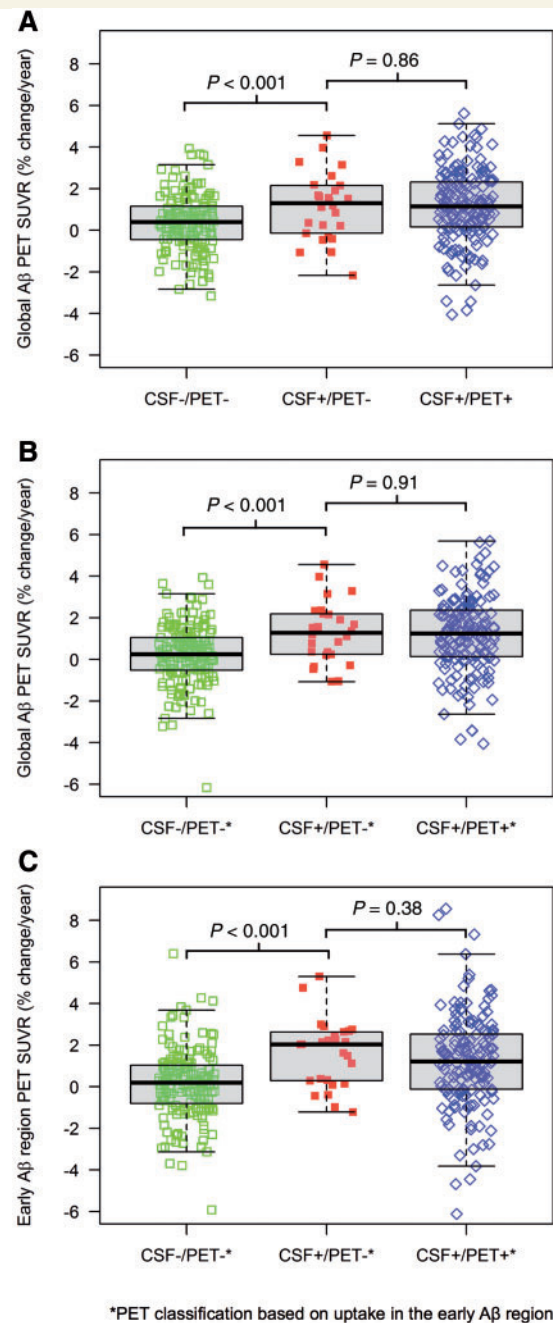 A
P < 0.001
P = 0.86
Global Aβ PET SUVR (% change/year)
8
6
4
2
0
-2
-4
-6
CSF-/PET-
CSF+/PET-
CSF+/PET+
B
P < 0.001
P = 0.91
Global Aβ PET SUVR (% change/year)
8
6
4
2
0
-2
-4
-6
CSF-/PET-*
CSF+/PET-*
CSF+/PET+*
C
P < 0.001
P = 0.38
Early Aβ region PET SUVR (% change/year)
8
6
4
2
0
-2
-4
-6
CSF-/PET-*
CSF+/PET-*
CSF+/PET+*
*PET classification based on uptake in the early Aβ region